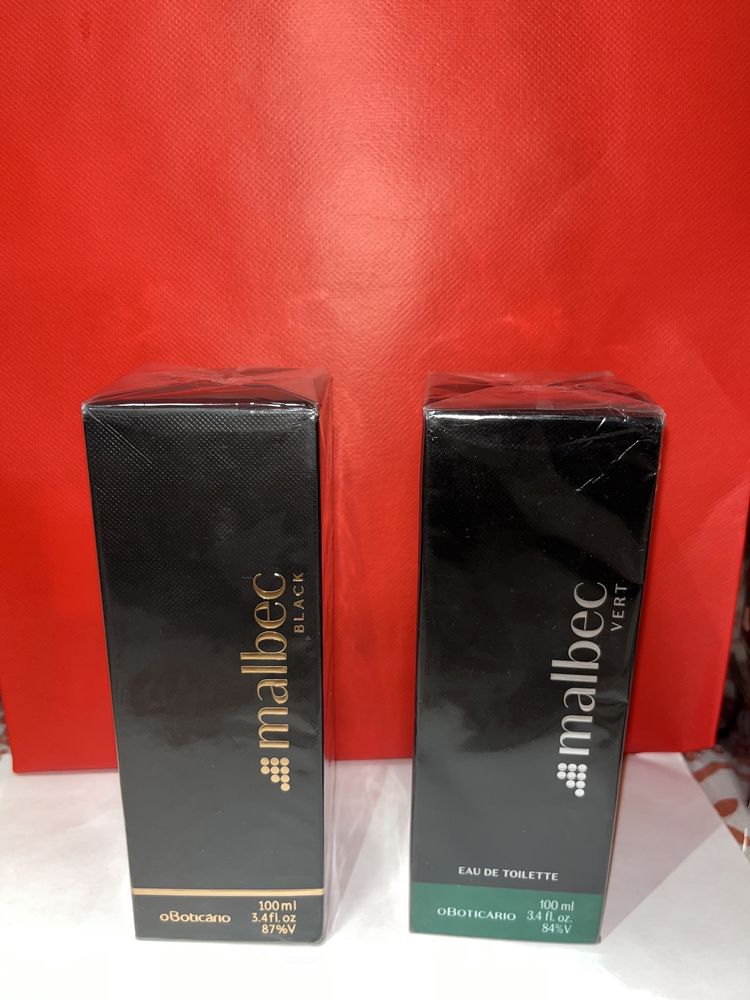 malbec
BLACK
oBoticário
100 ml
3.4 fl. oz
87%V
malbec
VERT
EAU DE TOILETTE
oBOTICARIO
100 ml
3.4 fl. oz.
84%V